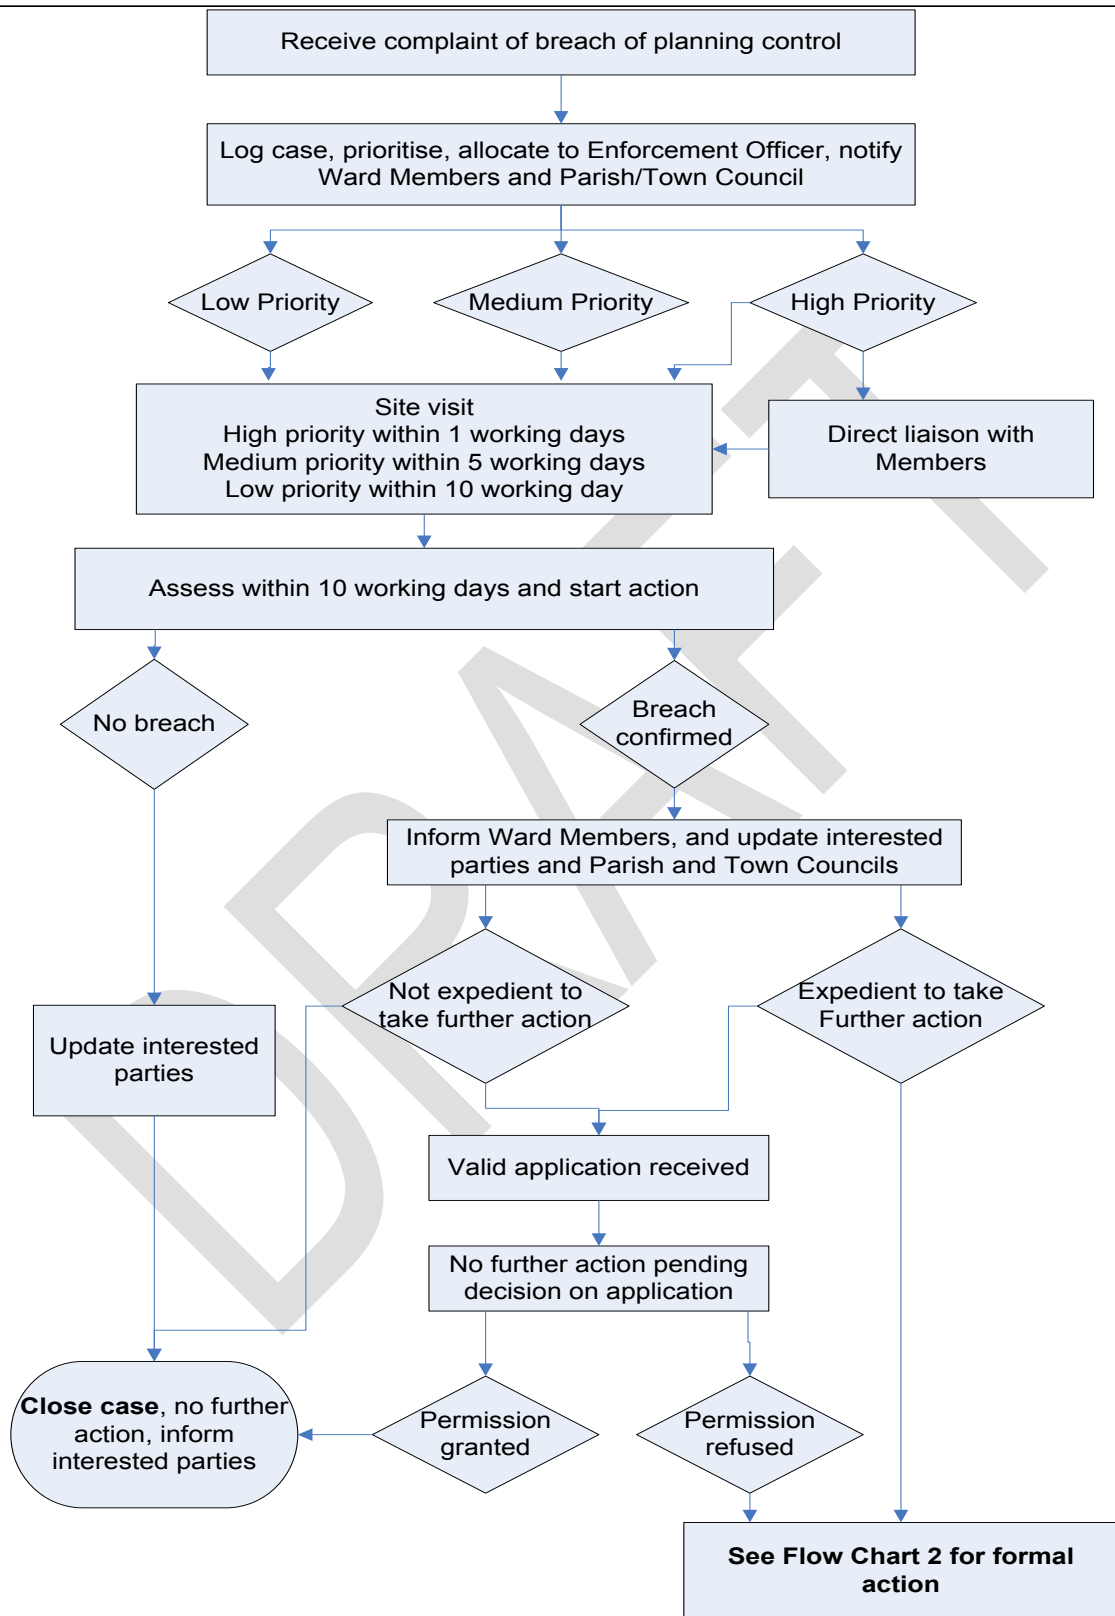 Receive complaint of breach of planning control
Log case, prioritise, allocate to Enforcement Officer, notify
Ward Members and Parish/Town Council
Low Priority
Medium Priority
High Priority
Site visit
High priority within 1 working days
Medium priority within 5 working days
Low priority within 10 working day
Direct liaison with
Members
Assess within 10 working days and start action
No breach
Breach
confirmed
Inform Ward Members, and update interested
parties and Parish and Town Councils
Not expedient to
take further action
Expedient to take
Further action
Update interested
parties
Valid application received
No further action pending
decision on application
Close case, no further
action, inform
interested parties
Permission
granted
Permission
refused
See Flow Chart 2 for formal
action
DRAFT